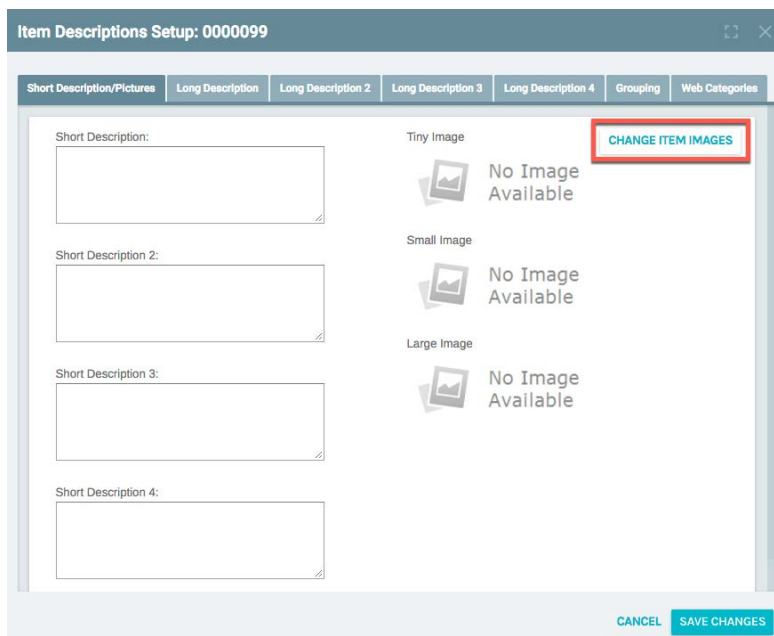 Item Descriptions Setup: 0000099
Short Description/Pictures
Long Description
Long Description 2
Long Description 3
Long Description 4
Grouping
Web Categories
Short Description:
Short Description 2:
Short Description 3:
Short Description 4:
Tiny Image
CHANGE ITEM IMAGES
No Image
Available
Small Image
No Image
Available
Large Image
No Image
Available
CANCEL
SAVE CHANGES